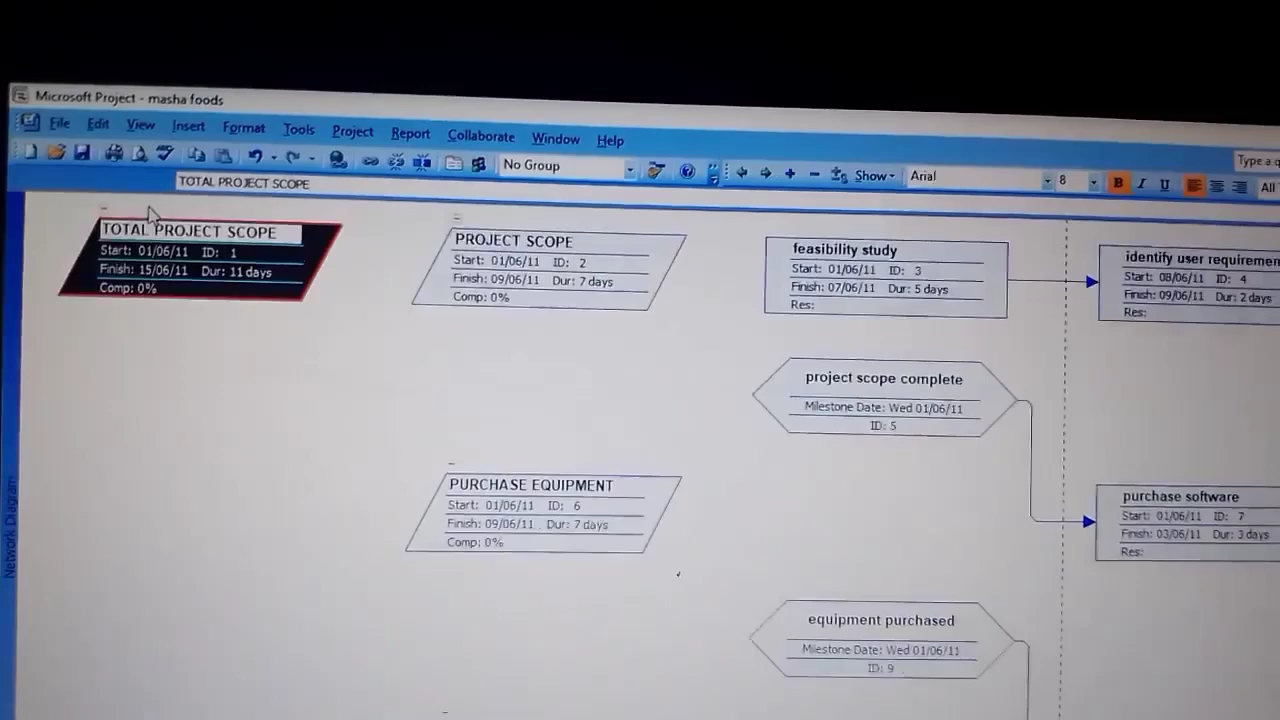 Microsoft Project - masha foods
File Edit View Insert Format Tools Project Report Collaborate Window Help
No Group
Show
Arial
8
B I U
All
Type a q
TOTAL PROJECT SCOPE
TOTAL PROJECT SCOPE
Start: 01/06/11 ID: 1
Finish: 15/06/11 Dur: 11 days
Comp: 0%
PROJECT SCOPE
Start: 01/06/11 ID: 2
Finish: 09/06/11 Dur: 7 days
Comp: 0%
feasibility study
Start: 01/06/11 ID: 3
Finish: 07/06/11 Dur: 5 days
Res:
identify user requiremen
Start: 08/06/11 ID: 4
Finish: 09/06/11 Dur: 2 days
Res:
project scope complete
Milestone Date: Wed 01/06/11
ID: 5
PURCHASE EQUIPMENT
Start: 01/06/11 ID: 6
Finish: 09/06/11 Dur: 7 days
Comp: 0%
purchase software
Start: 01/06/11 ID: 7
Finish: 03/06/11 Dur: 3 days
Res:
equipment purchased
Milestone Date: Wed 01/06/11
ID: 9
Network Diagram